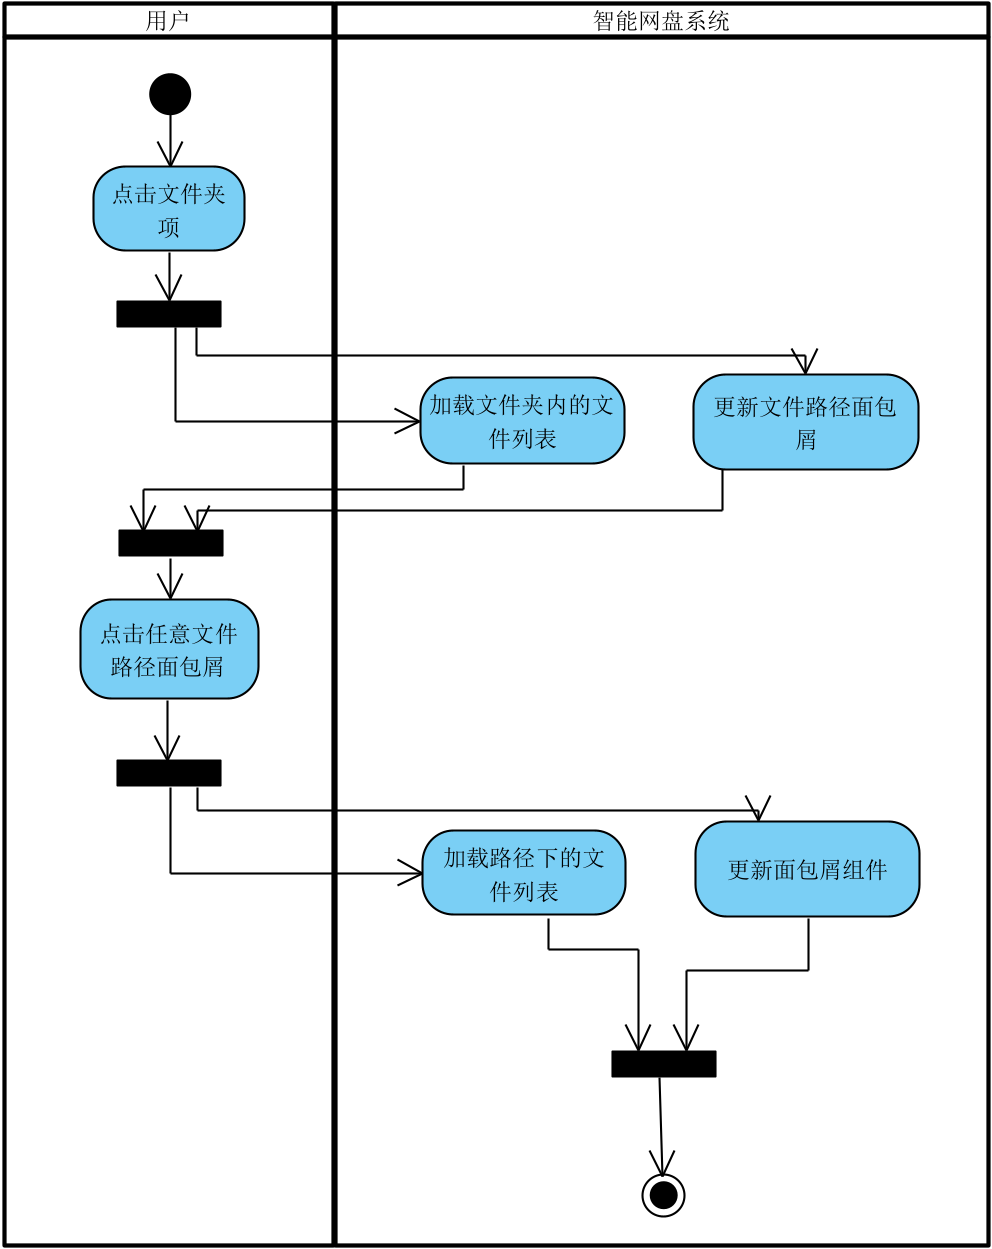 用户
智能网盘系统
点击文件夹
项
加载文件夹内的文
件列表
更新文件路径面包
屑
点击任意文件
路径面包屑
加载路径下的文
件列表
更新面包屑组件